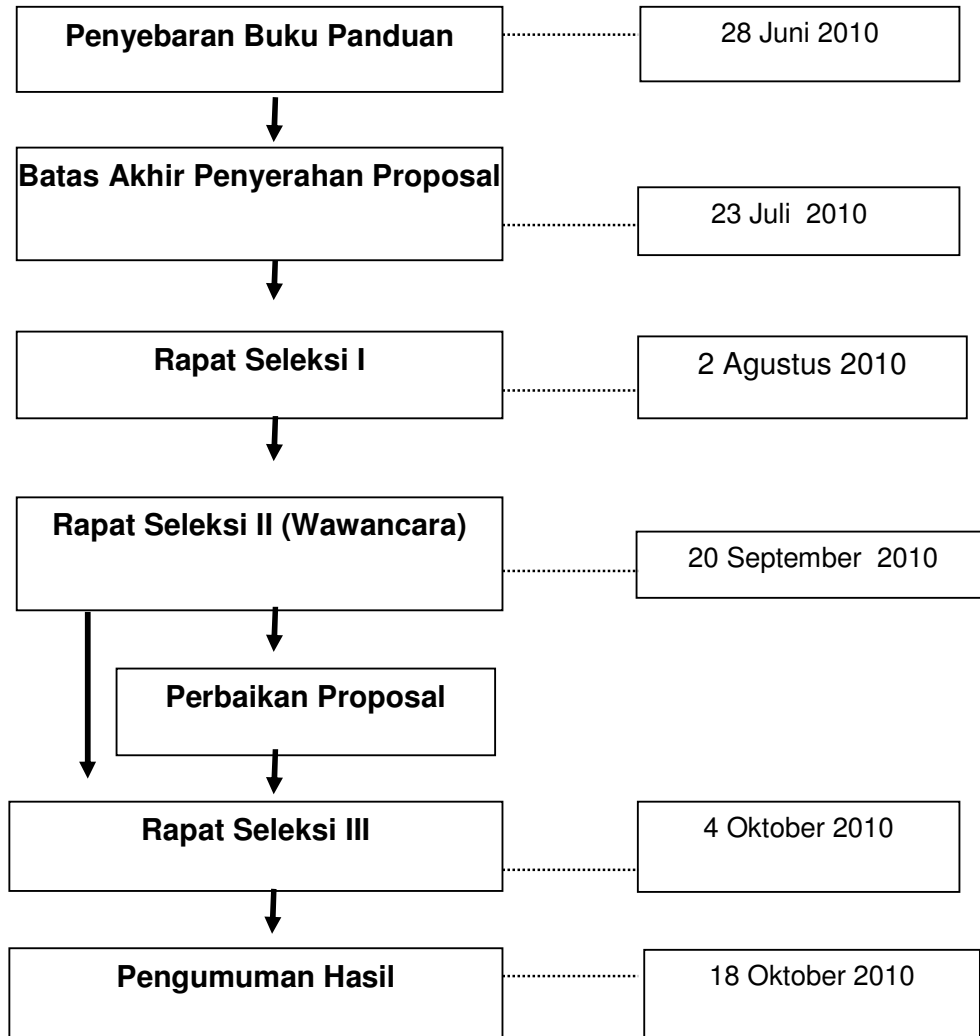 Penyebaran Buku Panduan
28 Juni 2010
Batas Akhir Penyerahan Proposal
23 Juli 2010
Rapat Seleksi I
2 Agustus 2010
Rapat Seleksi II (Wawancara)
20 September 2010
Perbaikan Proposal
Rapat Seleksi III
4 Oktober 2010
Pengumuman Hasil
18 Oktober 2010